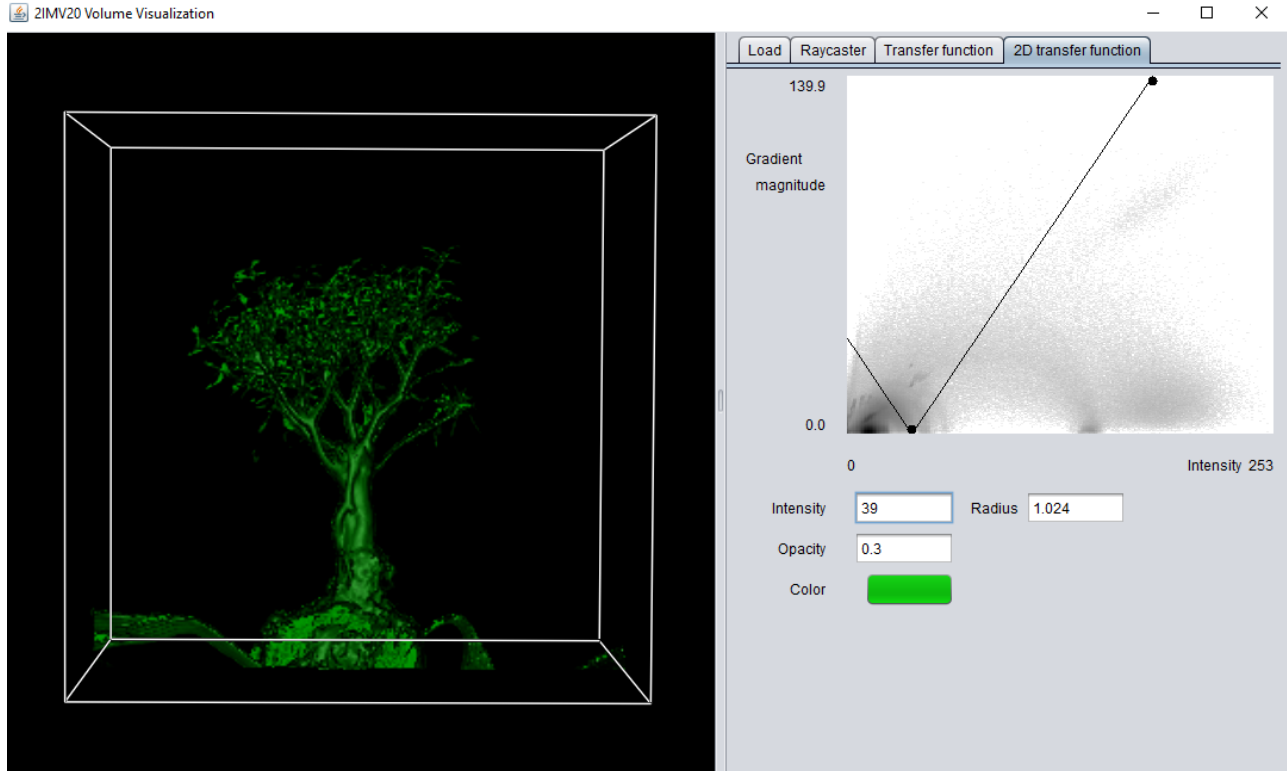 2IMV20 Volume Visualization
Load Raycaster Transfer function 2D transfer function
139.9
Gradient
magnitude
0.0
0 Intensity 253
Intensity 39 Radius 1.024
Opacity 0.3
Color